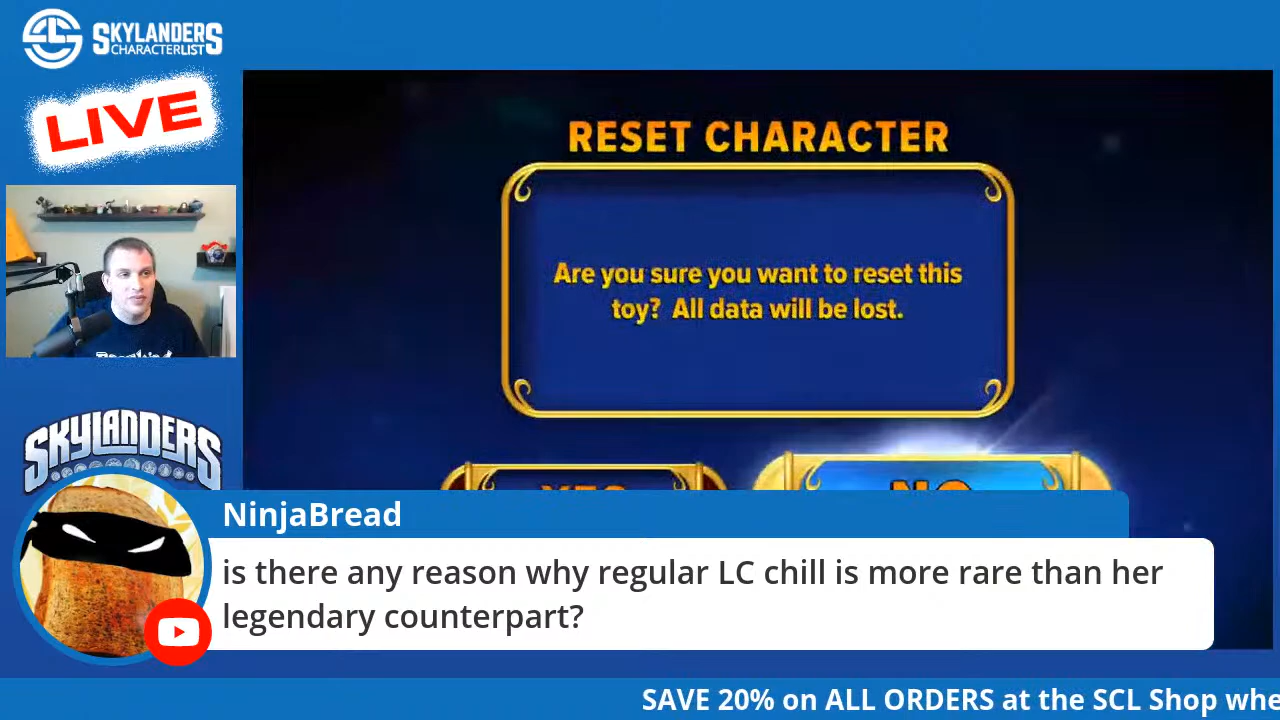 SKYLANDERS
CHARACTERLIST
LIVE
RESET CHARACTER
Are you sure you want to reset this
toy? All data will be lost.
YES
NO
SKYLANDERS
NinjaBread
is there any reason why regular LC chill is more rare than her
legendary counterpart?
SAVE 20% on ALL ORDERS at the SCL Shop whe